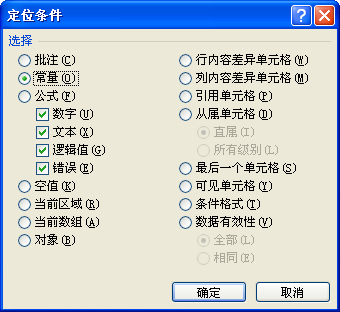 定位条件
选择
批注(C)
常量(O)
公式(F)
数字(U)
文本(X)
逻辑值(G)
错误(E)
空值(K)
当前区域(R)
当前数组(A)
对象(B)
行内容差异单元格(W)
列内容差异单元格(M)
引用单元格(P)
从属单元格(D)
直属(I)
所有级别(L)
最后一个单元格(S)
可见单元格(Y)
条件格式(T)
数据有效性(V)
全部(L)
相同(E)
确定
取消